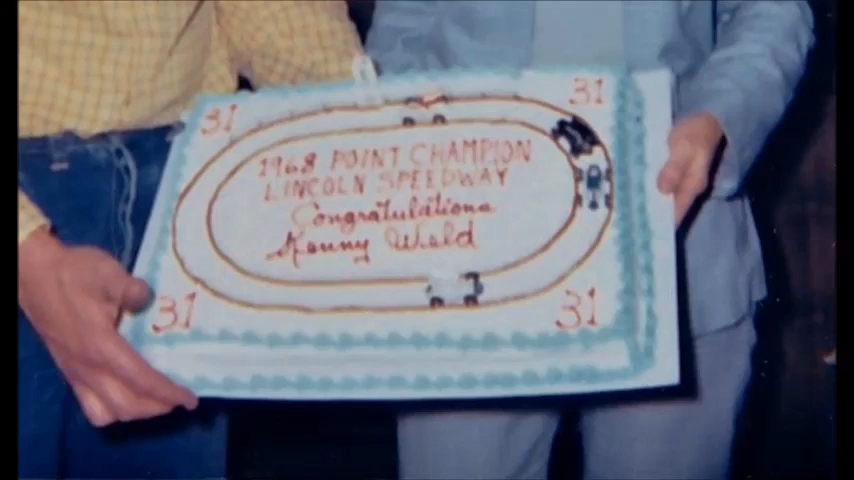 31 31
1968 POINT CHAMPION
LINCOLN SPEEDWAY
Congratulations
Kenny Weld
31 31